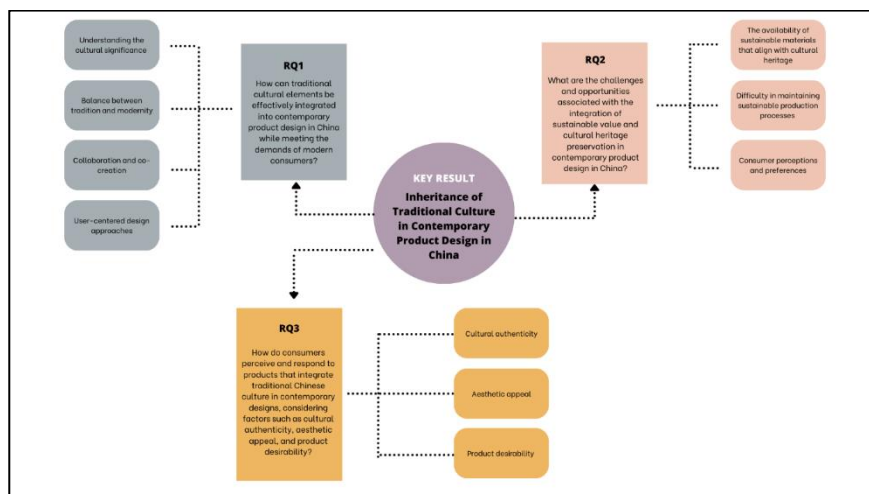 Understanding the
cultural significance
Balance between
tradition and modernity
Collaboration and co-
creation
User-centered design
approaches
RQ1
How can traditional
cultural elements be
effectively integrated
into contemporary
product design in China
while meeting the
demands of modern
consumers?
KEY RESULT
Inheritance of
Traditional Culture
in Contemporary
Product Design in
China
RQ2
What are the challenges
and opportunities
associated with the
integration of
sustainable value and
cultural heritage
preservation in
contemporary product
design in China?
The availability of
sustainable materials
that align with cultural
heritage
Difficulty in maintaining
sustainable production
processes
Consumer perceptions
and preferences
RQ3
How do consumers
perceive and respond to
products that integrate
traditional Chinese
culture in contemporary
designs, considering
factors such as cultural
authenticity, aesthetic
appeal, and product
desirability?
Cultural authenticity
Aesthetic appeal
Product desirability